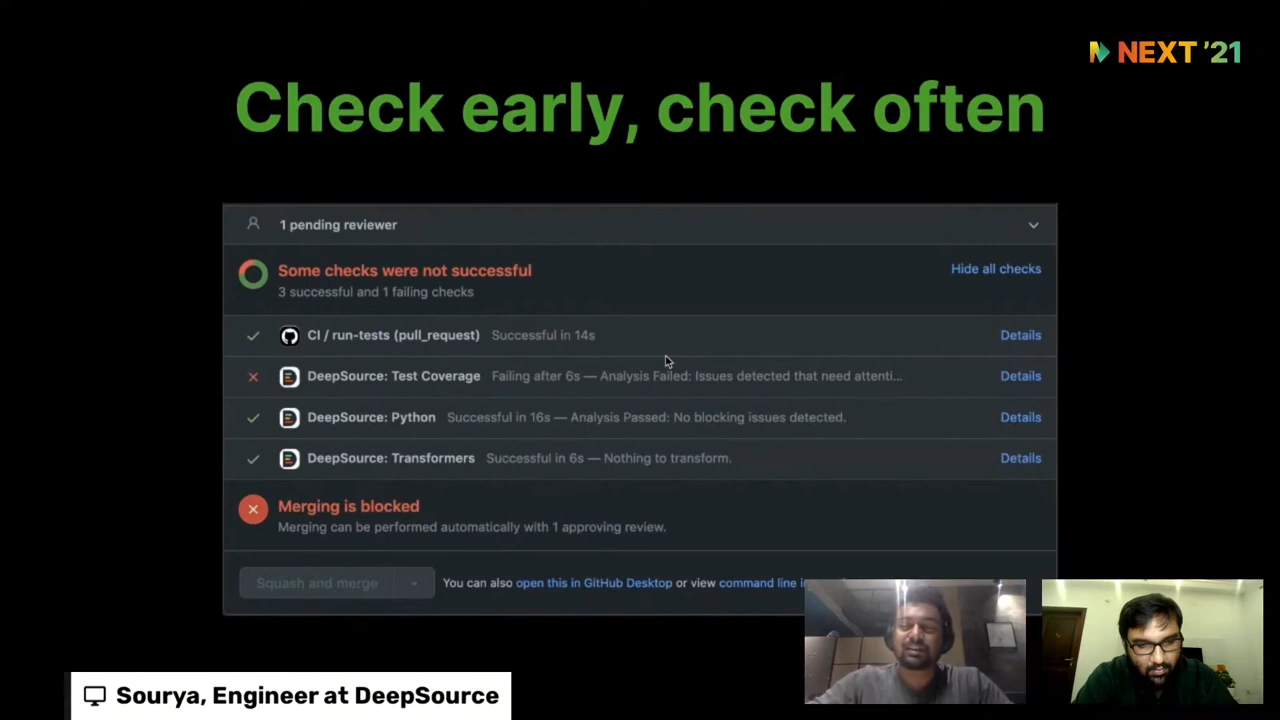 NEXT '21
Check early, check often
1 pending reviewer
Some checks were not successful
Hide all checks
3 successful and 1 failing checks
CI / run-tests (pull_request) Successful in 14s Details
DeepSource: Test Coverage Failing after 6s — Analysis Failed: Issues detected that need attenti... Details
DeepSource: Python Successful in 16s — Analysis Passed: No blocking issues detected. Details
DeepSource: Transformers Successful in 6s — Nothing to transform. Details
Merging is blocked
Merging can be performed automatically with 1 approving review.
Squash and merge You can also open this in GitHub Desktop or view command line
Sourya, Engineer at DeepSource